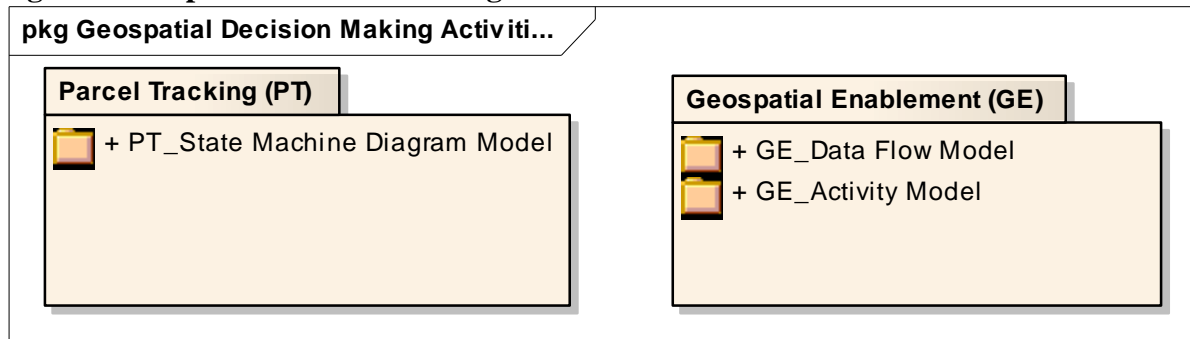 pkg Geospatial Decision Making Activiti...
Parcel Tracking (PT)
+ PT_State Machine Diagram Model
Geospatial Enablement (GE)
+ GE_Data Flow Model
+ GE_Activity Model